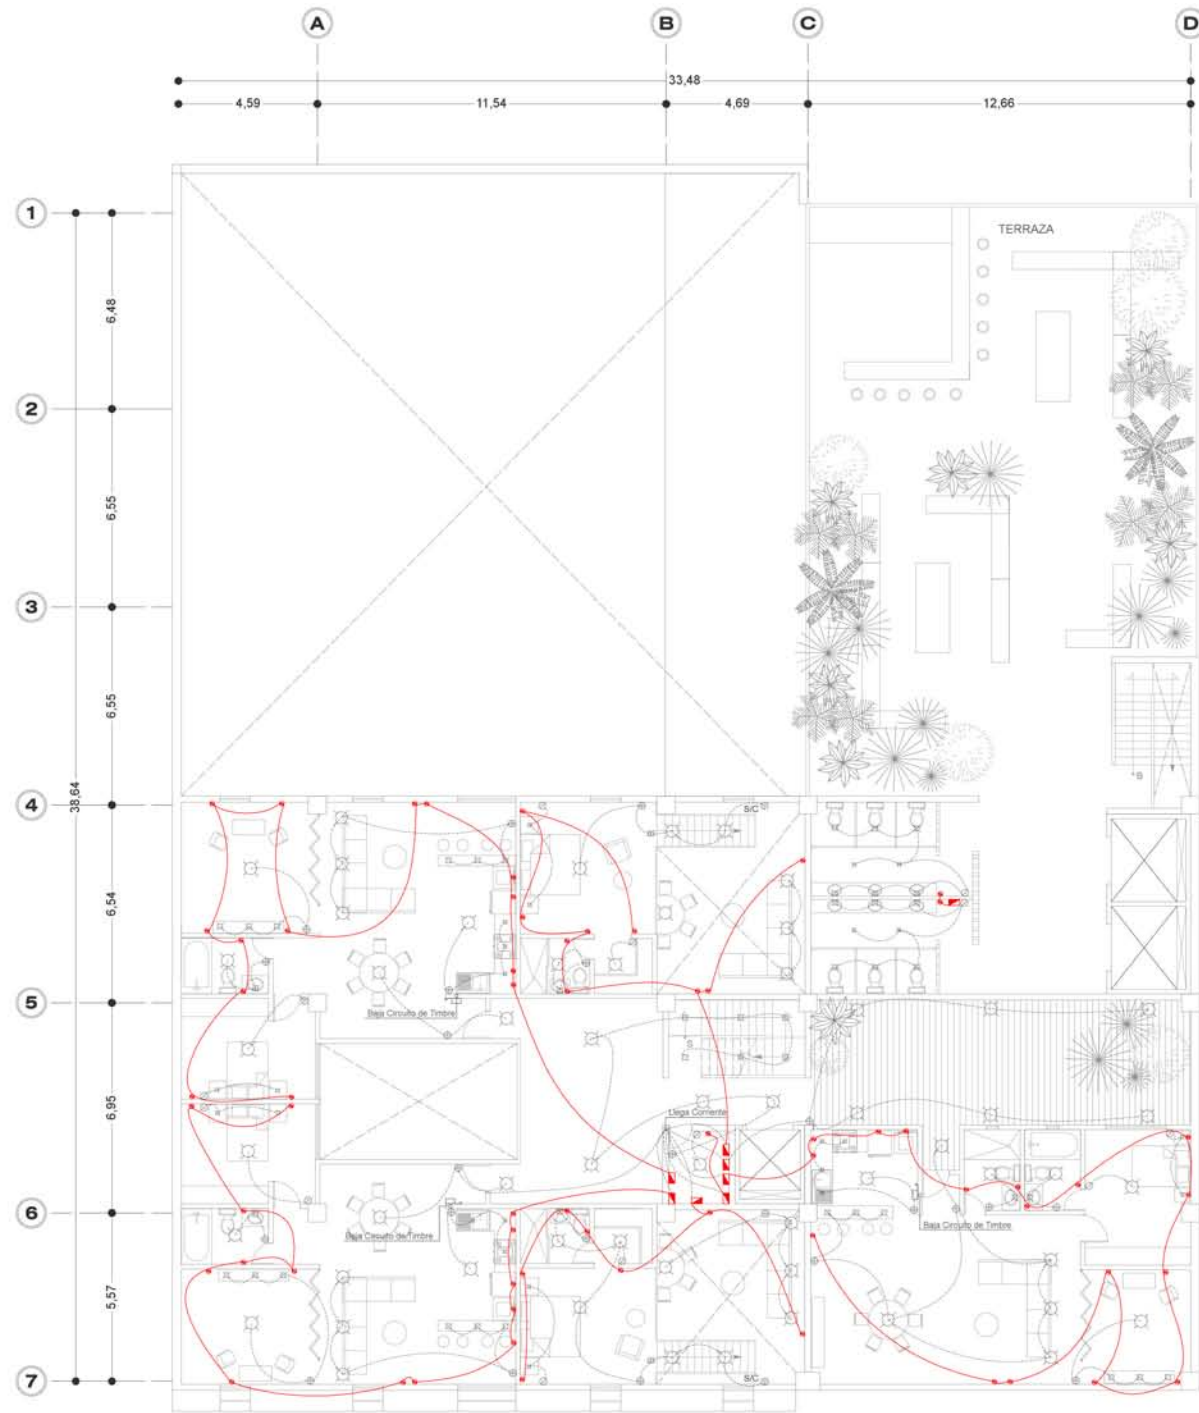 A B C D
33,48
4,59 11,54 4,69 12,66
1
TERRAZA
6,48
2
6,55
3
6,55
38,64
4
S/C
6,54
5
Baja Circuito de Timbre
6,95
Llega Corriente
6
Baja Circuito de Timbre
Baja Circuito de Timbre
5,57
7
S/C